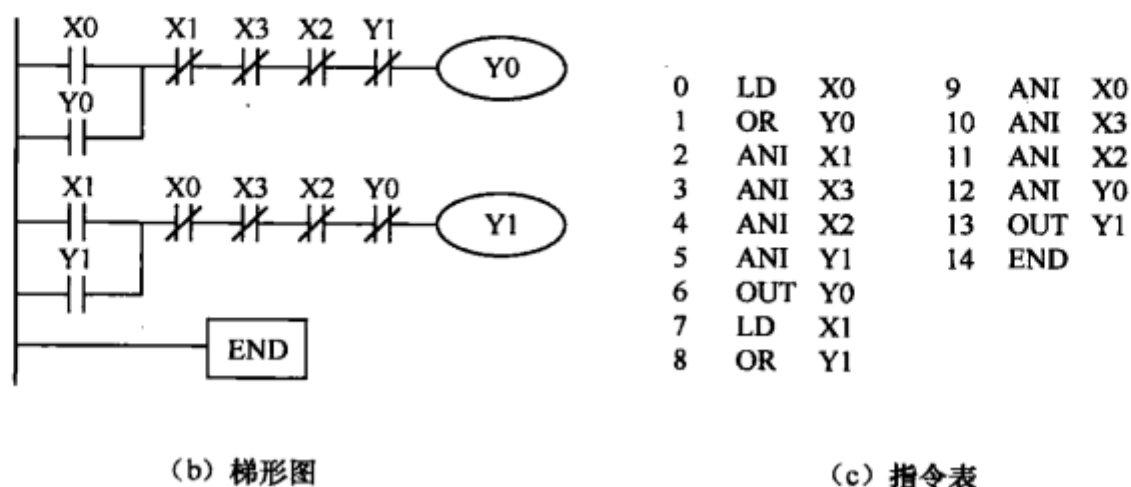 X0 X1 X3 X2 Y1
Y0
Y0
X1 X0 X3 X2 Y0
Y1
Y1
END
(b) 梯形图
0 LD X0
1 OR Y0
2 ANI X1
3 ANI X3
4 ANI X2
5 ANI Y1
6 OUT Y0
7 LD X1
8 OR Y1
9 ANI X0
10 ANI X3
11 ANI X2
12 ANI Y0
13 OUT Y1
14 END
(c) 指令表